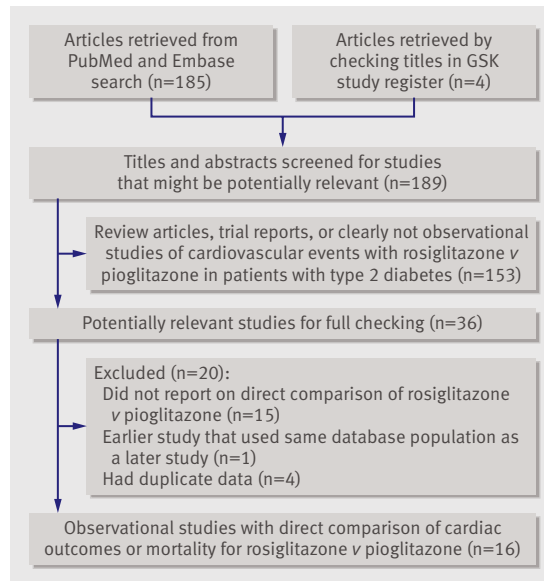 Articles retrieved from
PubMed and Embase
search (n=185)
Articles retrieved by
checking titles in GSK
study register (n=4)
Titles and abstracts screened for studies
that might be potentially relevant (n=189)
Review articles, trial reports, or clearly not observational
studies of cardiovascular events with rosiglitazone v
pioglitazone in patients with type 2 diabetes (n=153)
Potentially relevant studies for full checking (n=36)
Excluded (n=20):
Did not report on direct comparison of rosiglitazone
v pioglitazone (n=15)
Earlier study that used same database population as
a later study (n=1)
Had duplicate data (n=4)
Observational studies with direct comparison of cardiac
outcomes or mortality for rosiglitazone v pioglitazone (n=16)